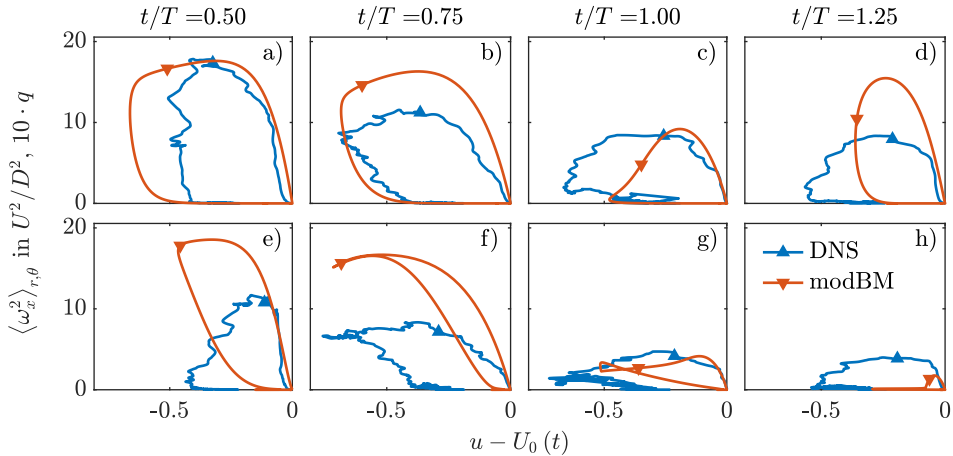 t/T =0.50 t/T =0.75 t/T =1.00 t/T =1.25
20 a) b) c) d)
10
0
20 e) f) g) h)
DNS
modBM
10
0
-0.5 0 -0.5 0 -0.5 0 -0.5 0
u − U₀ (t)
⟨ω²ₓ⟩ᵣ,θ in U²/D², 10 · q